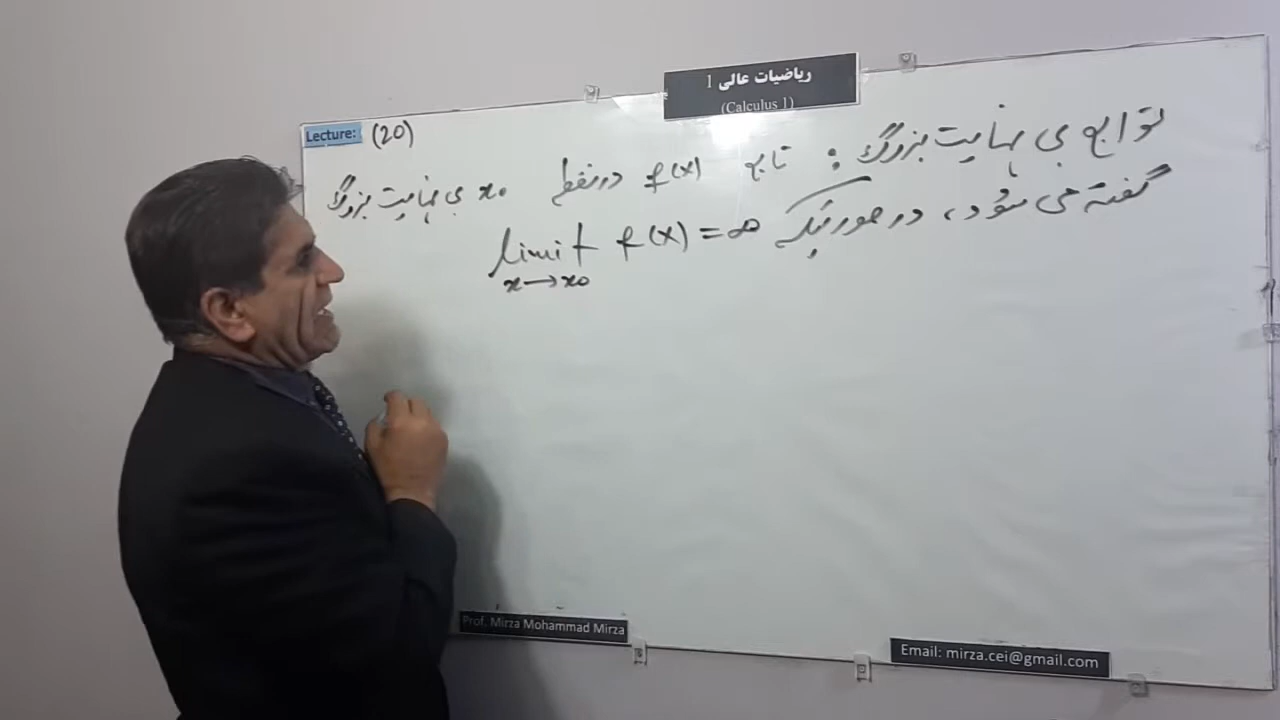 ریاضیات عالی 1
(Calculus 1)
Lecture: (20)
توابع بی نهایت بزرگ : تابع f(x) در نقطه x₀ بی نهایت بزرگ
گفته می شود، در صورتیکه limit f(x) = ∞
x→x₀
Prof. Mirza Mohammad Mirza
Email: mirza.cei@gmail.com